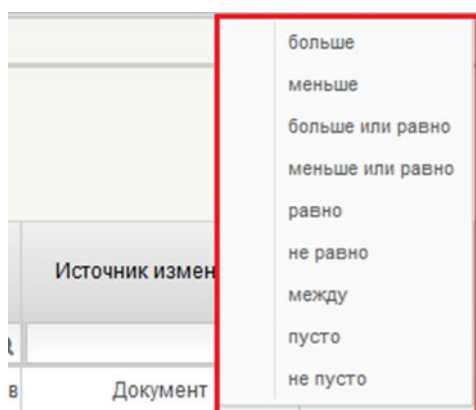 больше
меньше
больше или равно
меньше или равно
равно
не равно
между
пусто
не пусто
Источник измен
в
Документ